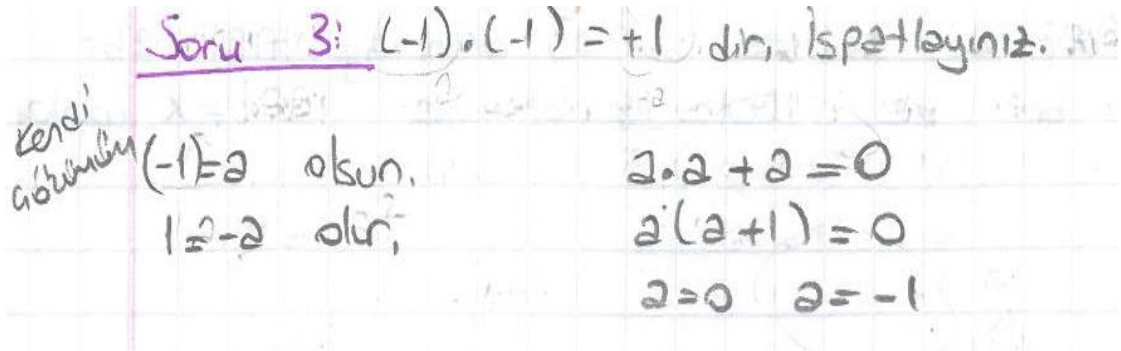 Soru 3: (-1).(-1) = +1 dir, İspatlayınız.
Kendi
çözümüm
(-1)=a olsun.
1=-a olur,
a.a + a = 0
a(a+1) = 0
a=0 a=-1